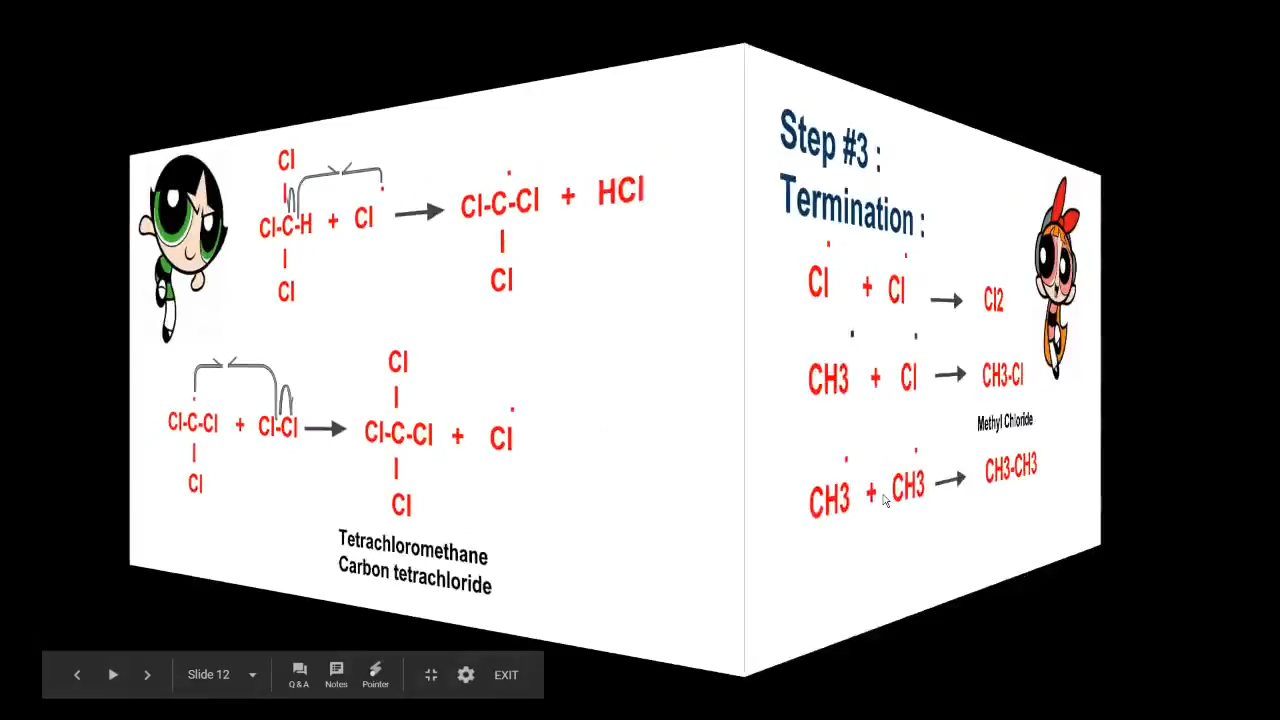 Cl
Cl-C-H + Cl → Cl-C-Cl + HCl
Cl
Cl
Cl
Cl-C-Cl + Cl-Cl → Cl-C-Cl + Cl
Cl
Cl
Tetrachloromethane
Carbon tetrachloride
Step #3 :
Termination :
Cl + Cl → Cl2
CH3 + Cl → CH3-Cl
Methyl Chloride
CH3 + CH3 → CH3-CH3
Slide 12
Q & A
Notes
Pointer
EXIT